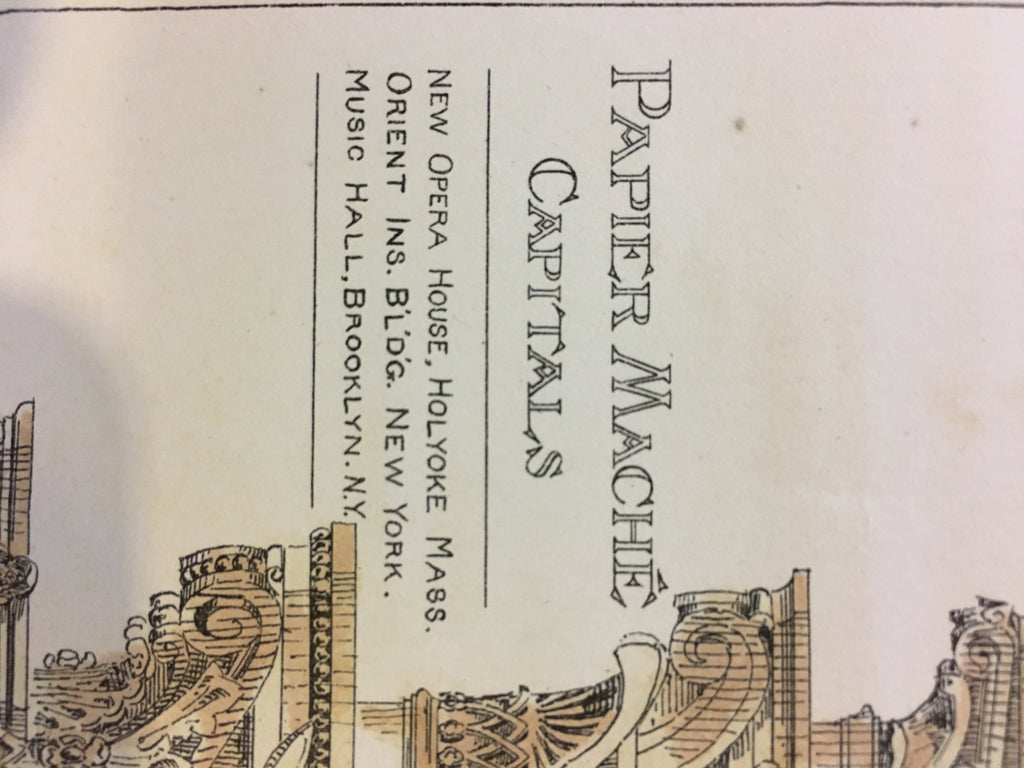 PAPIER MACHÉ
CAPITALS
NEW OPERA HOUSE, HOLYOKE MASS.
ORIENT INS. B'L'D'G. NEW YORK.
MUSIC HALL, BROOKLYN. N.Y.